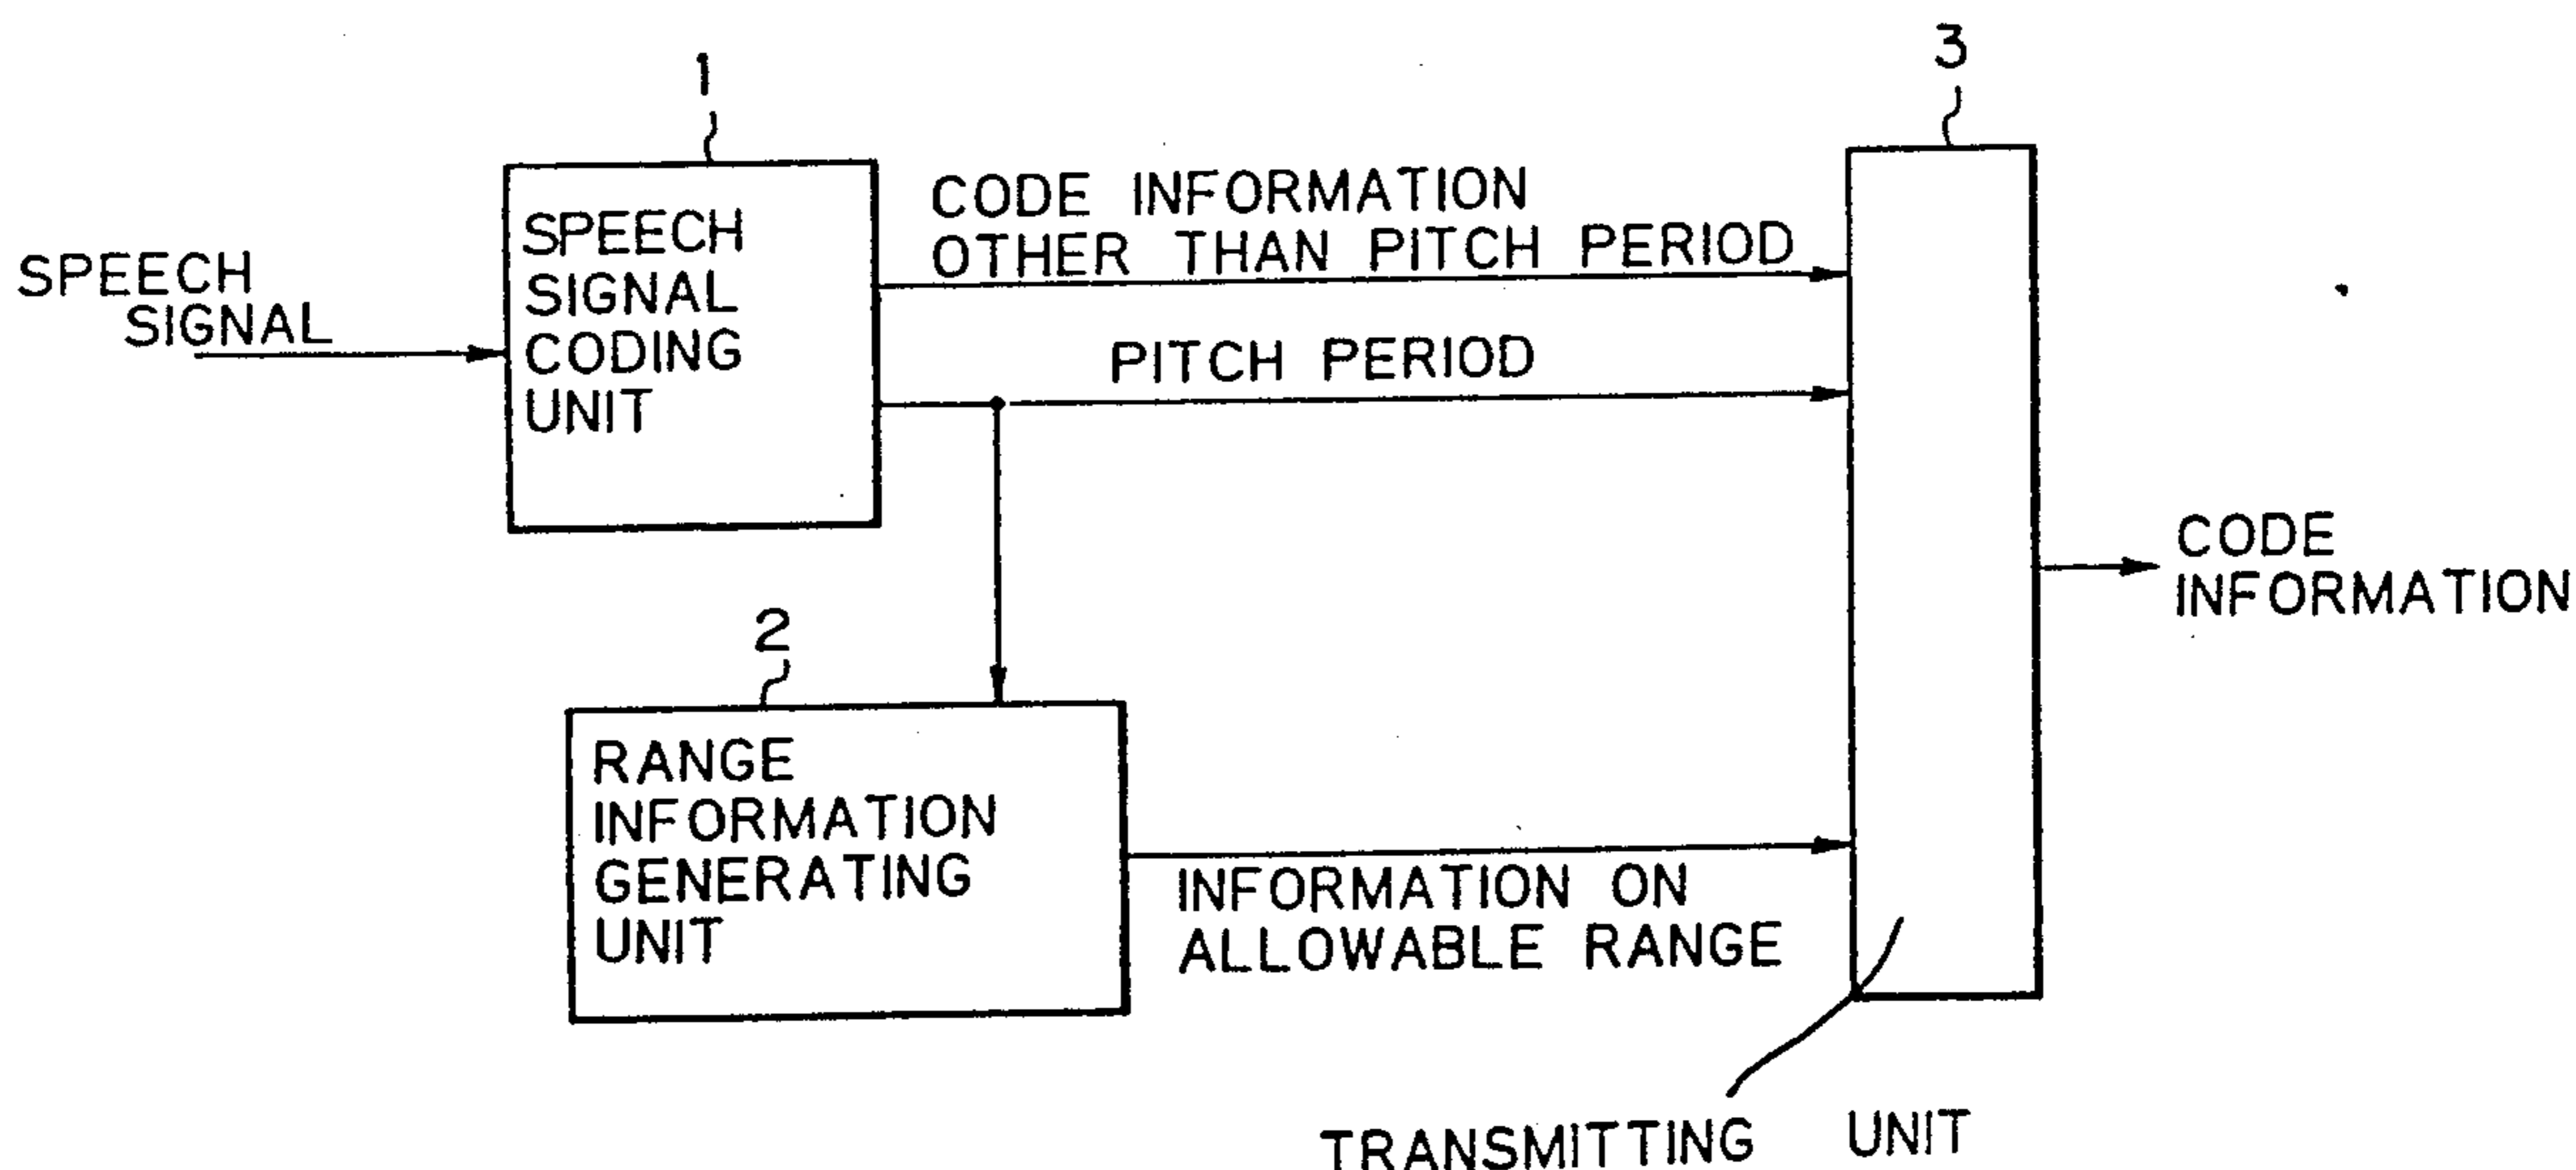 1
3
SPEECH
SIGNAL
SPEECH
SIGNAL
CODING
UNIT
CODE INFORMATION
OTHER THAN PITCH PERIOD
PITCH PERIOD
CODE
INFORMATION
2
RANGE
INFORMATION
GENERATING
UNIT
INFORMATION ON
ALLOWABLE RANGE
TRANSMITTING UNIT